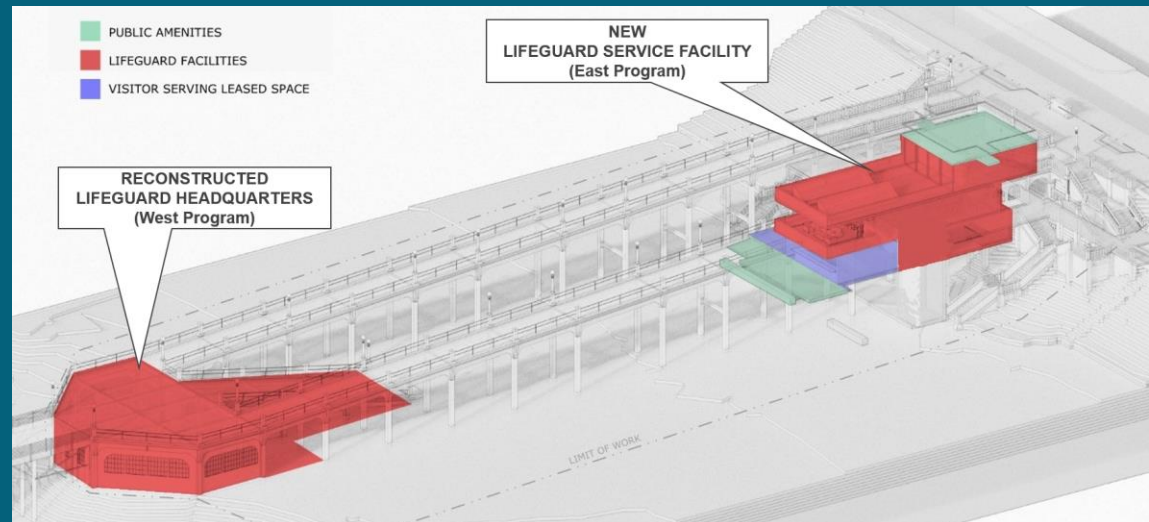 PUBLIC AMENITIES
LIFEGUARD FACILITIES
VISITOR SERVING LEASED SPACE
NEW
LIFEGUARD SERVICE FACILITY
(East Program)
RECONSTRUCTED
LIFEGUARD HEADQUARTERS
(West Program)
LIMIT OF WORK